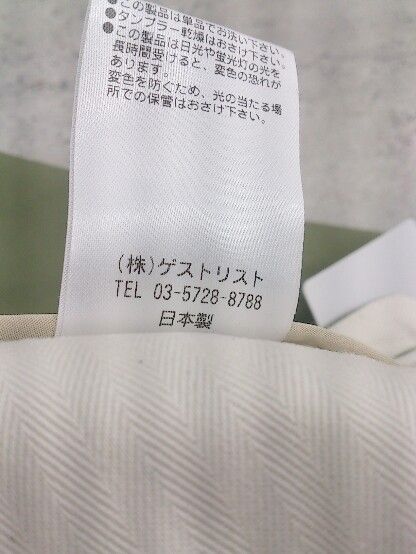 ●この製品は単品でお洗い下さい。
●タンブラー乾燥はおさけ下さい。
●この製品は日光や蛍光灯の光を
長時間受けると、変色の恐れが
あります。
変色を防ぐため、光の当たる場
所での保管はおさけ下さい。
(株)ゲストリスト
TEL 03-5728-8788
日本製